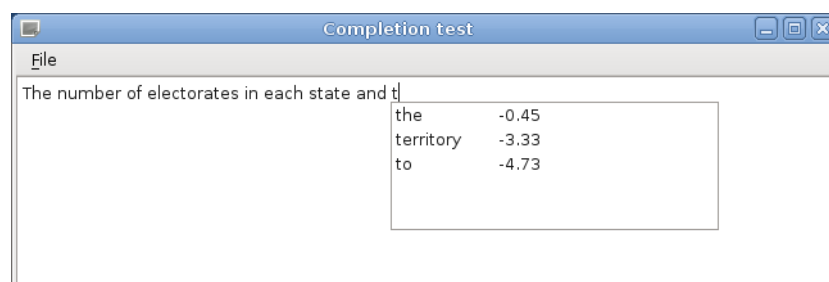 Completion test
File
The number of electorates in each state and t
the -0.45
territory -3.33
to -4.73